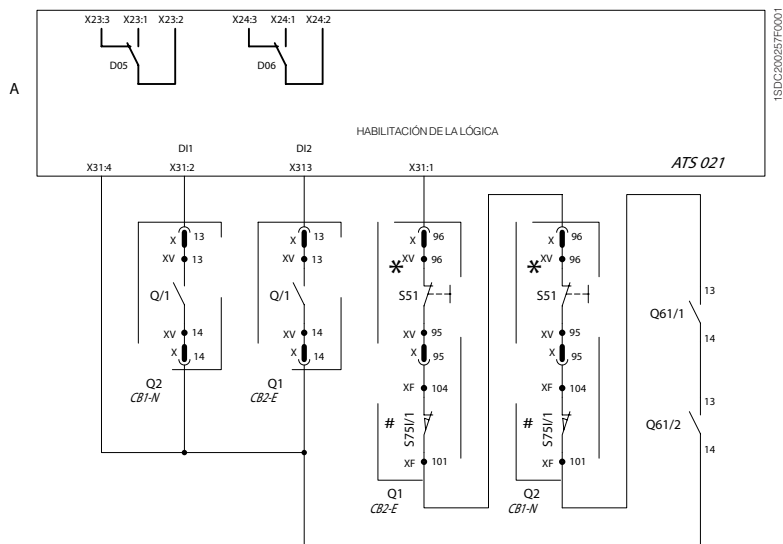 X23:3 X23:1 X23:2 X24:3 X24:1 X24:2
D05 D06
A
1SDC200257F0001
HABILITACIÓN DE LA LÓGICA
DI1 DI2
X31:4 X31:2 X313 X31:1
ATS 021
X 13 X 13 X 96 X 96
XV 13 XV 13 * XV 96 * XV 96
Q/1 Q/1 S51 S51
13
Q61/1
14
XV 14 XV 14 XV 95 XV 95
X 14 X 14 X 95 X 95
Q2 Q1
CB1-N CB2-E
XF 104 XF 104
# S75I/1 # S75I/1
13
Q61/2
14
XF 101 XF 101
Q1 Q2
CB2-E CB1-N